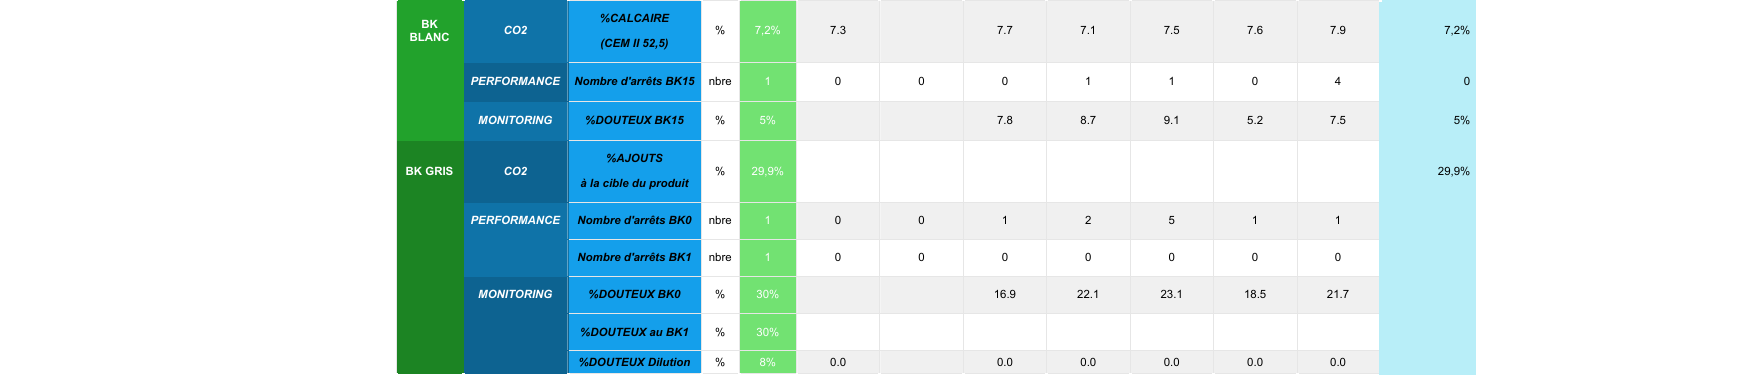 BK BLANC CO2 %CALCAIRE (CEM II 52,5) % 7,2% 7.3 7.7 7.1 7.5 7.6 7.9 7,2%
PERFORMANCE Nombre d'arrêts BK15 nbre 1 0 0 0 1 1 0 4 0
MONITORING %DOUTEUX BK15 % 5% 7.8 8.7 9.1 5.2 7.5 5%
BK GRIS CO2 %AJOUTS à la cible du produit % 29,9% 29,9%
PERFORMANCE Nombre d'arrêts BK0 nbre 1 0 0 1 2 5 1 1
Nombre d'arrêts BK1 nbre 1 0 0 0 0 0 0 0
MONITORING %DOUTEUX BK0 % 30% 16.9 22.1 23.1 18.5 21.7
%DOUTEUX au BK1 % 30%
%DOUTEUX Dilution % 8% 0.0 0.0 0.0 0.0 0.0 0.0